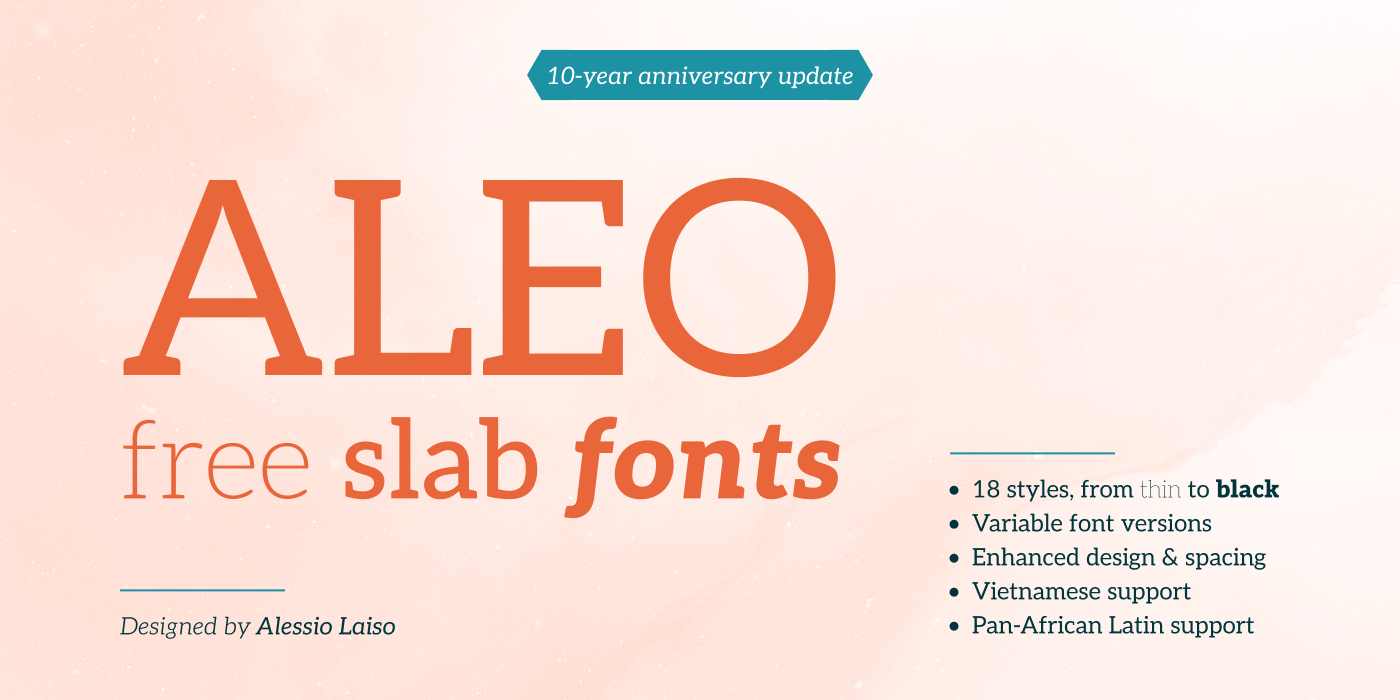 10-year anniversary update
ALEO
free slab fonts
• 18 styles, from thin to black
• Variable font versions
• Enhanced design & spacing
• Vietnamese support
• Pan-African Latin support
Designed by Alessio Laiso